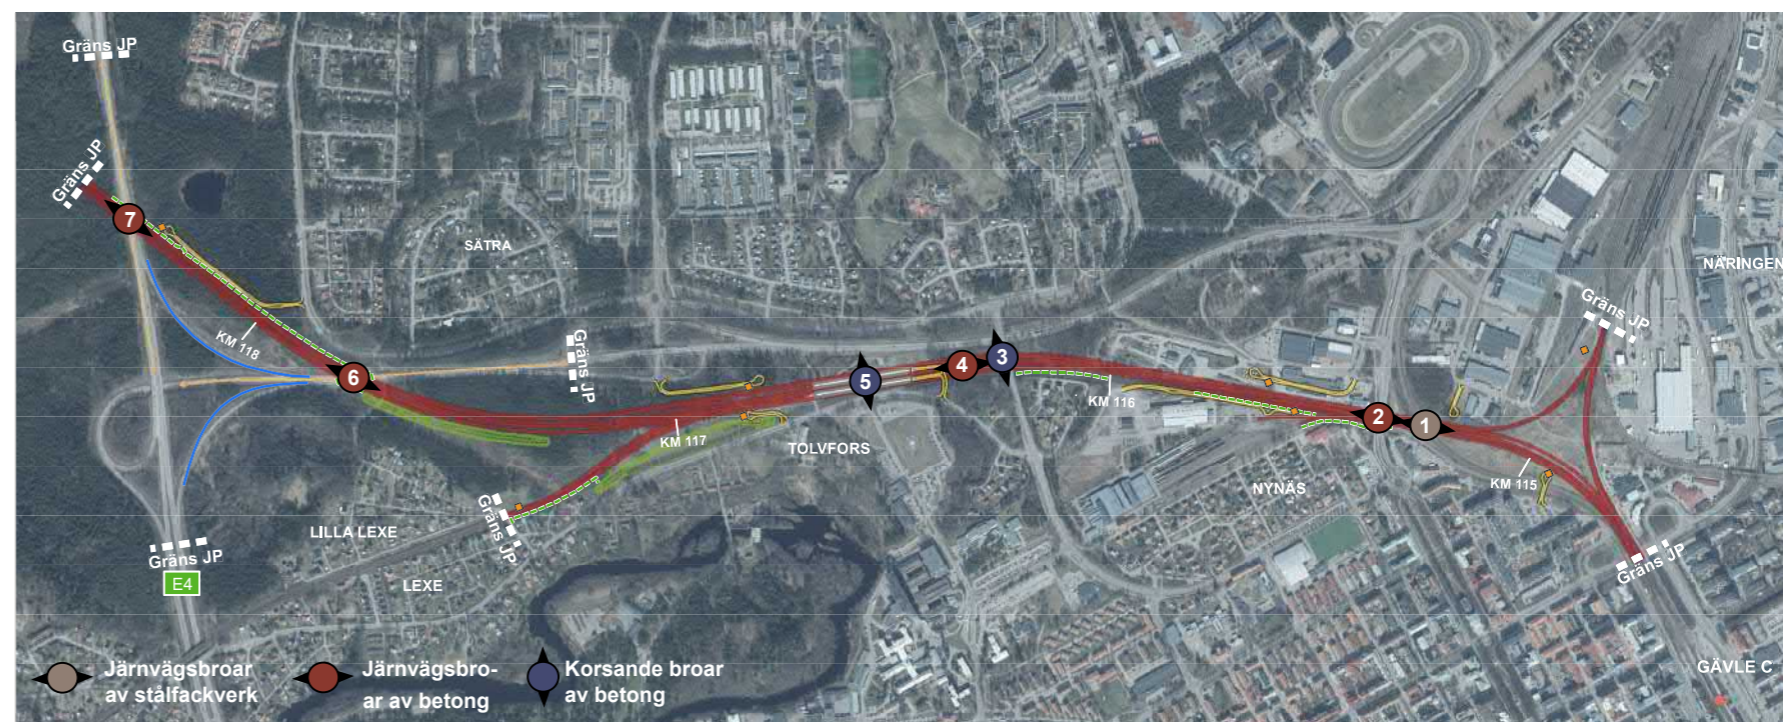 Gräns JP
Gräns JP
7
SÄTRA
NÄRINGEN
KM 118
Gräns JP
Gräns JP
6
5
4
3
KM 116
2
1
KM 117
TOLVFORS
KM 115
NYNÄS
Gräns JP
LILLA LEXE
Gräns JP
Gräns JP
E4
LEXE
GÄVLE C
Järnvägsbroar
av stålfackverk
Järnvägsbro-
ar av betong
Korsande broar
av betong